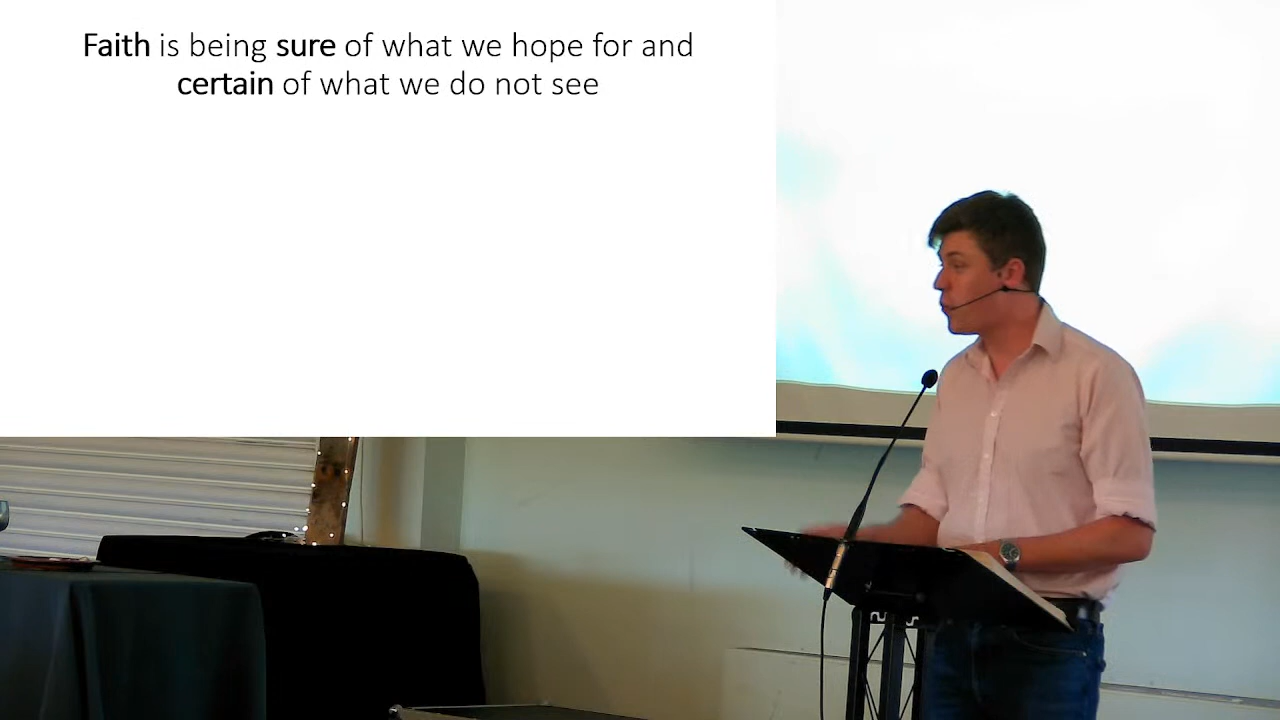 Faith is being sure of what we hope for and
certain of what we do not see